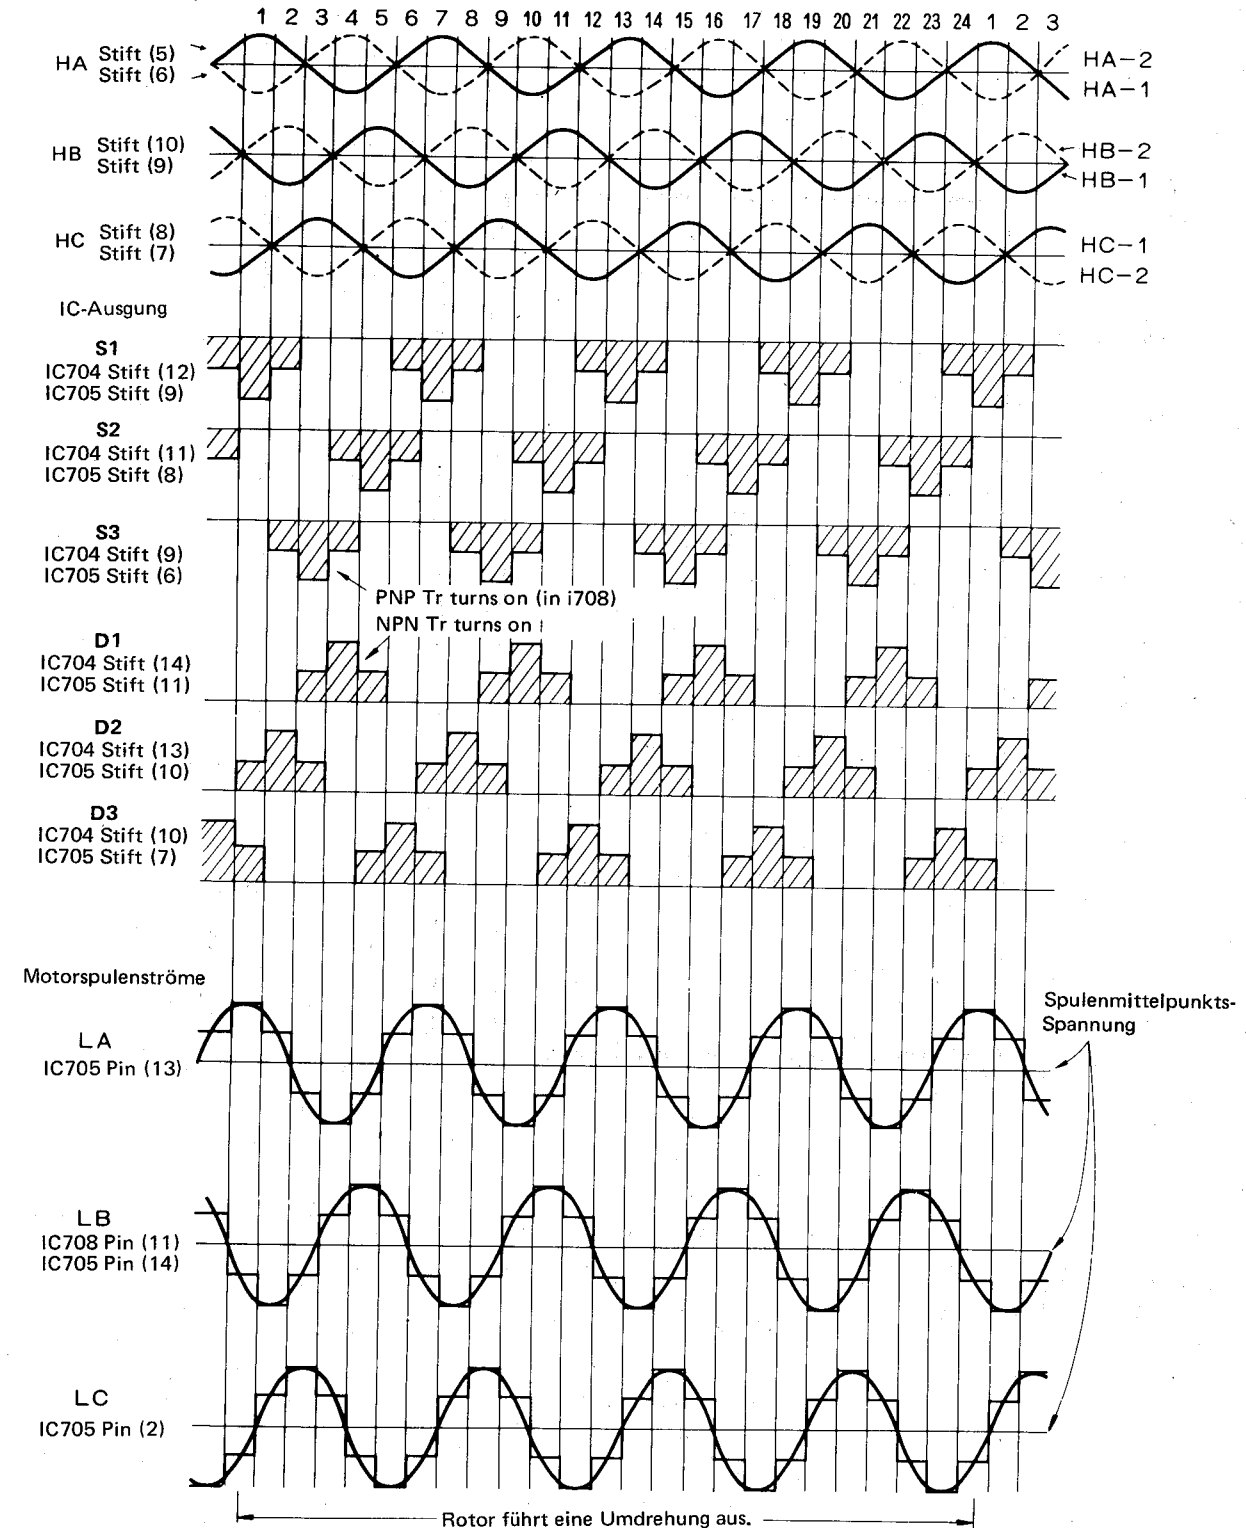 1 2 3 4 5 6 7 8 9 10 11 12 13 14 15 16 17 18 19 20 21 22 23 24 1 2 3
HA Stift (5)
Stift (6)
HA-2
HA-1
HB Stift (10)
Stift (9)
HB-2
HB-1
HC Stift (8)
Stift (7)
HC-1
HC-2
IC-Ausgung
S1
IC704 Stift (12)
IC705 Stift (9)
S2
IC704 Stift (11)
IC705 Stift (8)
S3
IC704 Stift (9)
IC705 Stift (6)
PNP Tr turns on (in i708)
NPN Tr turns on
D1
IC704 Stift (14)
IC705 Stift (11)
D2
IC704 Stift (13)
IC705 Stift (10)
D3
IC704 Stift (10)
IC705 Stift (7)
Motorspulenströme
Spulenmittelpunkts-
Spannung
LA
IC705 Pin (13)
LB
IC708 Pin (11)
IC705 Pin (14)
LC
IC705 Pin (2)
Rotor führt eine Umdrehung aus.